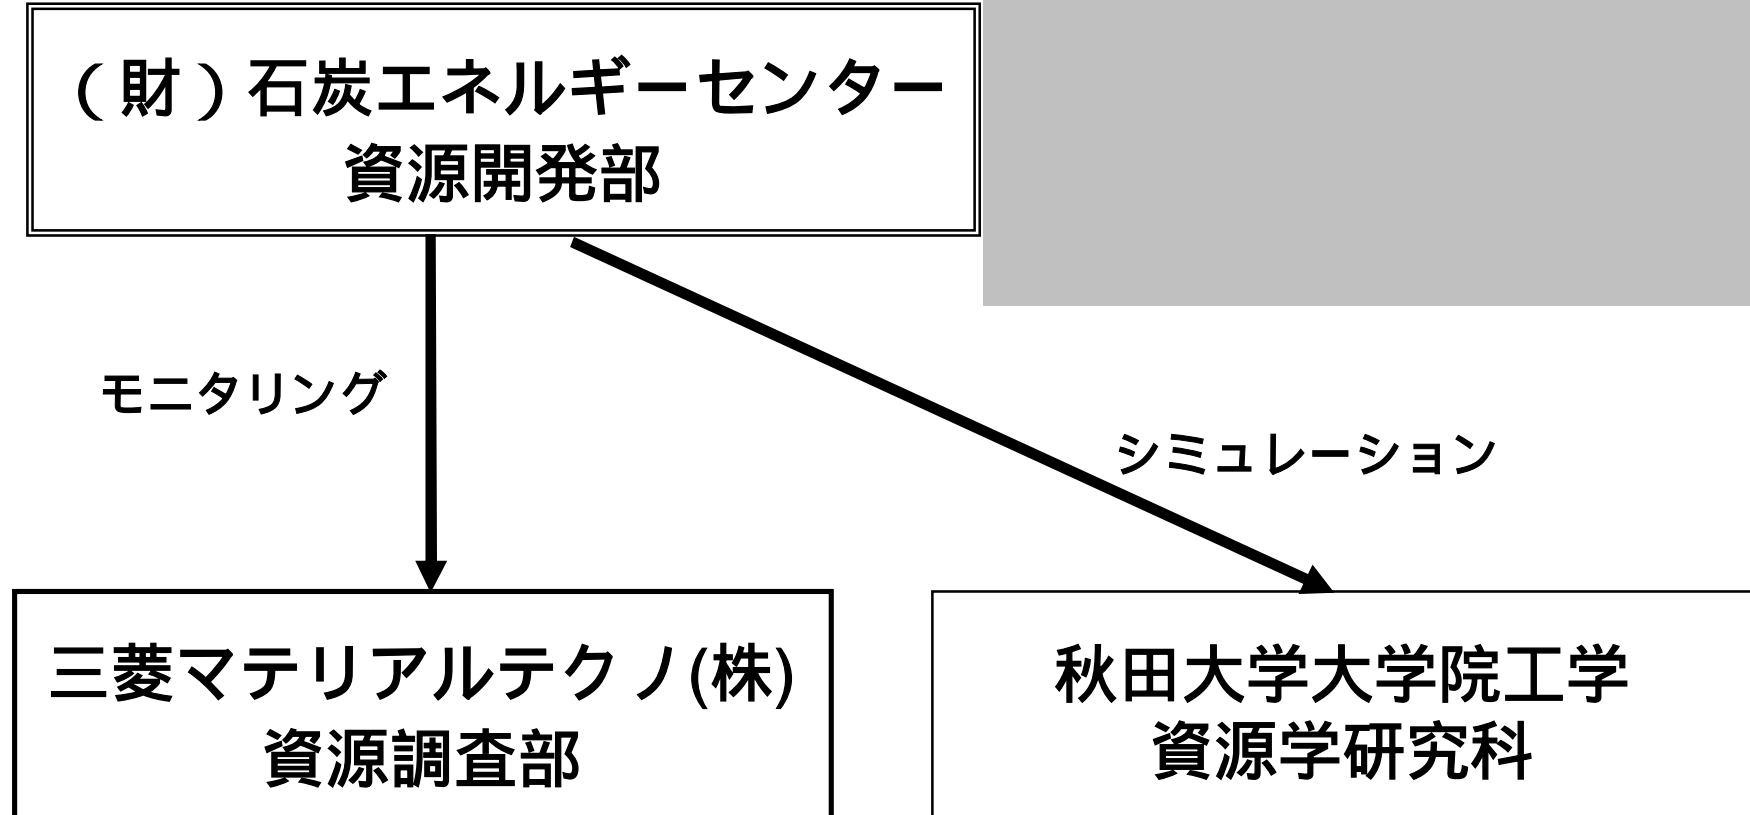 （財）石炭エネルギーセンター
資源開発部
モニタリング
シミュレーション
三菱マテリアルテクノ(株)
資源調査部
秋田大学大学院工学
資源学研究科